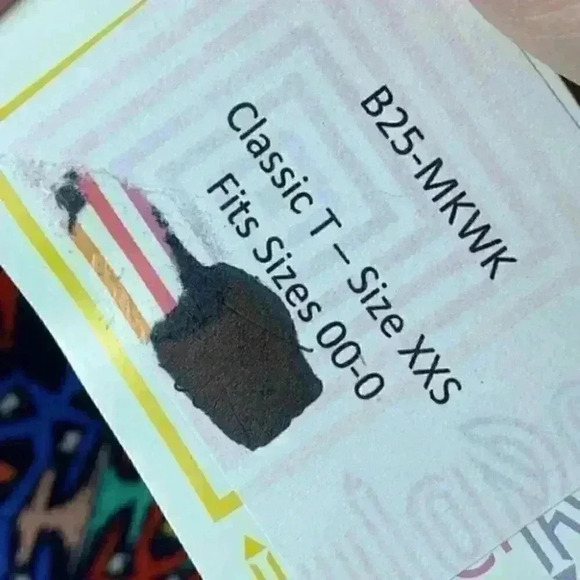 B25-MKWK
Classic T – Size XXS
Fits Sizes 00-0